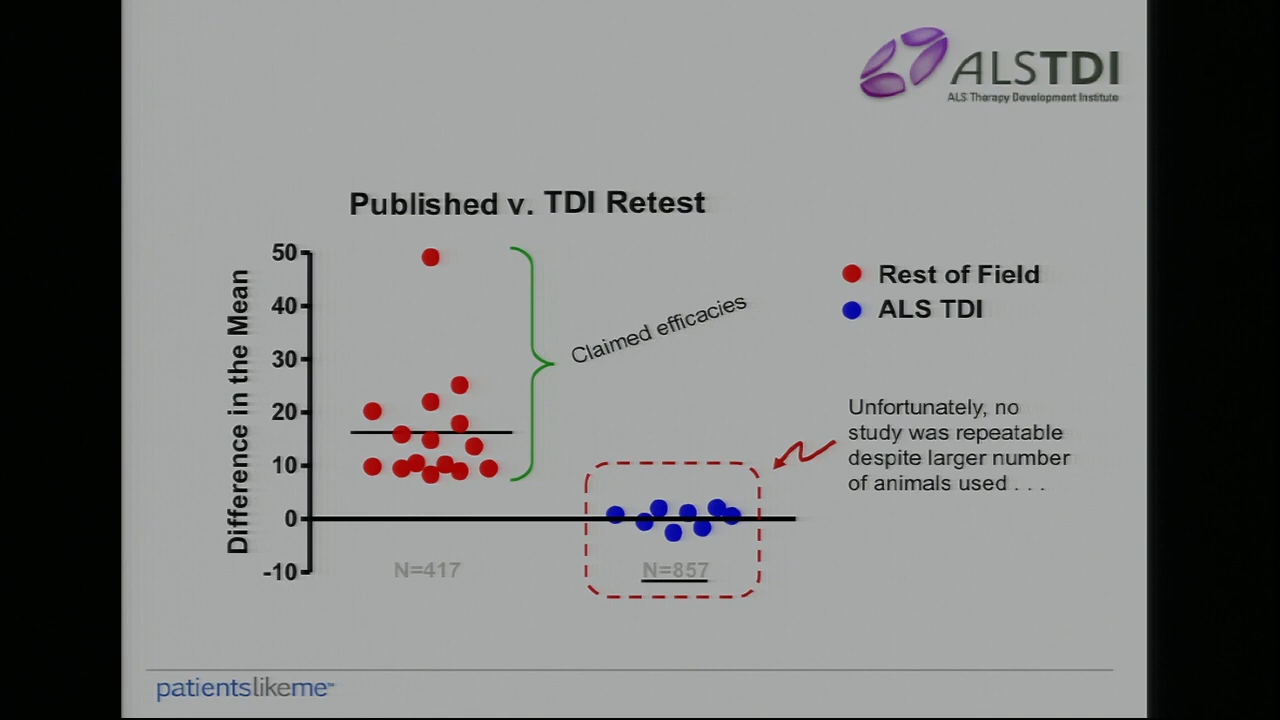 ALSTDI
ALS Therapy Development Institute
Published v. TDI Retest
Difference in the Mean
50
40
30
20
10
0
-10
Claimed efficacies
Rest of Field
ALS TDI
Unfortunately, no
study was repeatable
despite larger number
of animals used . . .
N=417
N=857
patientslikeme™